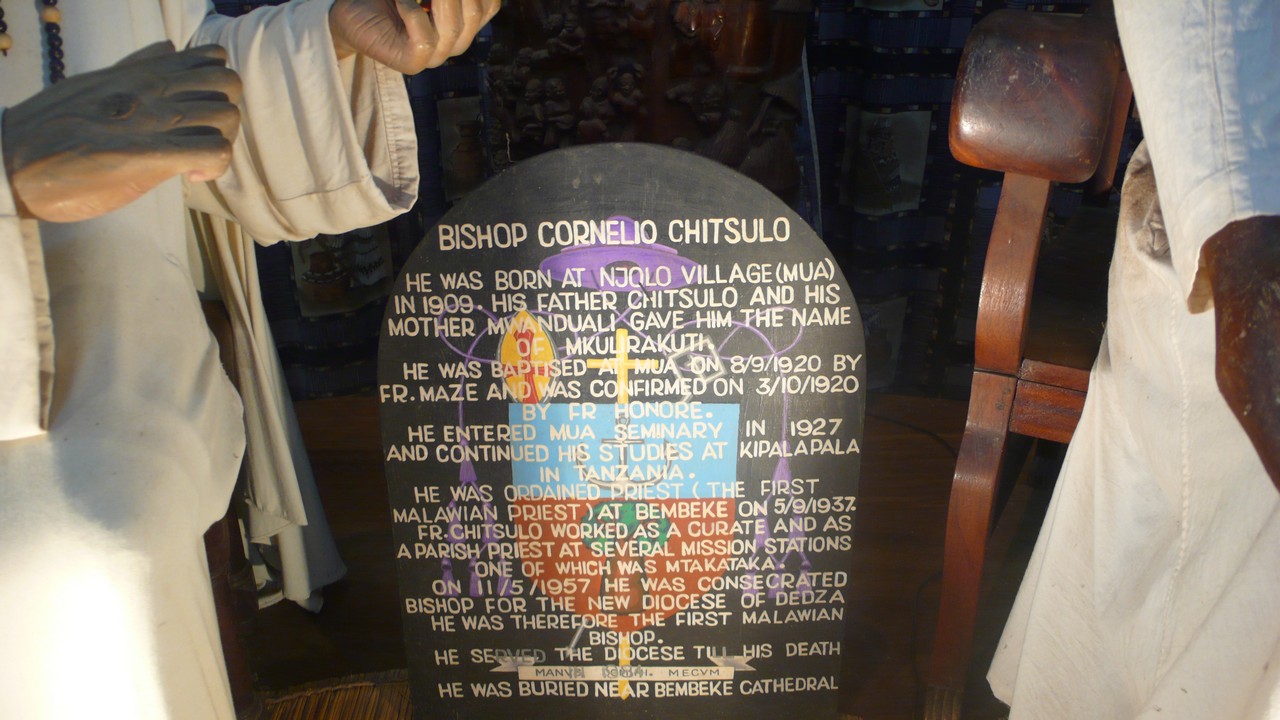 BISHOP CORNELIO CHITSULO
HE WAS BORN AT NJOLO VILLAGE (MUA)
IN 1909. HIS FATHER CHITSULO AND HIS
MOTHER MWANDUALI GAVE HIM THE NAME
OF MKULIRAKUTI
HE WAS BAPTISED AT MUA ON 8/9/1920 BY
FR. MAZE AND WAS CONFIRMED ON 3/10/1920
BY FR HONORE.
HE ENTERED MUA SEMINARY IN 1927
AND CONTINUED HIS STUDIES AT KIPALAPALA
IN TANZANIA.
HE WAS ORDAINED PRIEST (THE FIRST
MALAWIAN PRIEST) AT BEMBEKE ON 5/9/1937.
FR. CHITSULO WORKED AS A CURATE AND AS
A PARISH PRIEST AT SEVERAL MISSION STATIONS
ONE OF WHICH WAS MTAKATAKA.
ON 11/5/1957 HE WAS CONSECRATED
BISHOP FOR THE NEW DIOCESE OF DEDZA
HE WAS THEREFORE THE FIRST MALAWIAN
BISHOP.
HE SERVED THE DIOCESE TILL HIS DEATH
MANVS MECVM
HE WAS BURIED NEAR BEMBEKE CATHEDRAL